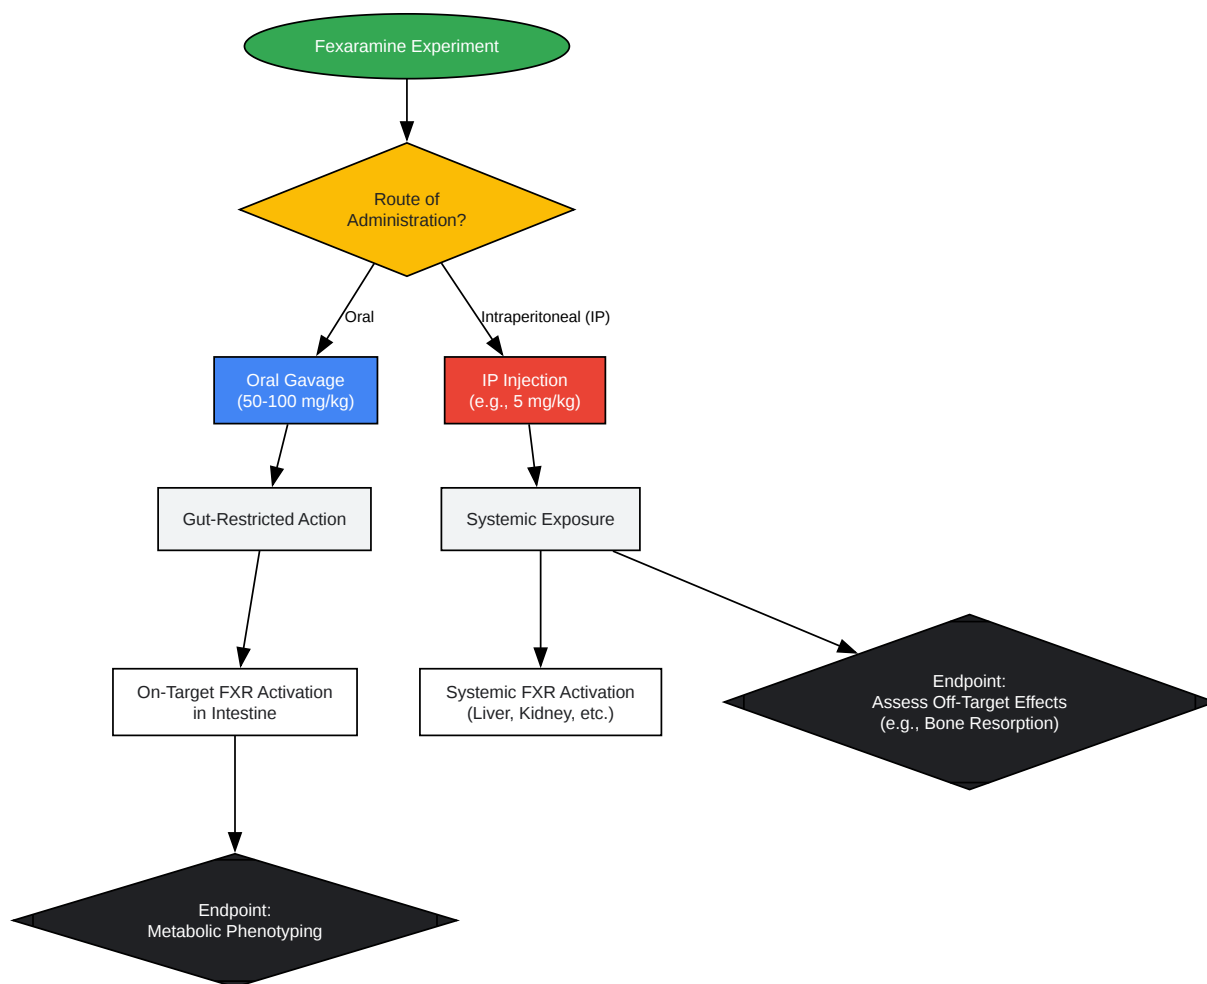 Fexaramine Experiment
Route of
Administration?
Oral
Intraperitoneal (IP)
Oral Gavage
(50-100 mg/kg)
IP Injection
(e.g., 5 mg/kg)
Gut-Restricted Action
Systemic Exposure
On-Target FXR Activation
in Intestine
Systemic FXR Activation
(Liver, Kidney, etc.)
Endpoint:
Assess Off-Target Effects
(e.g., Bone Resorption)
Endpoint:
Metabolic Phenotyping